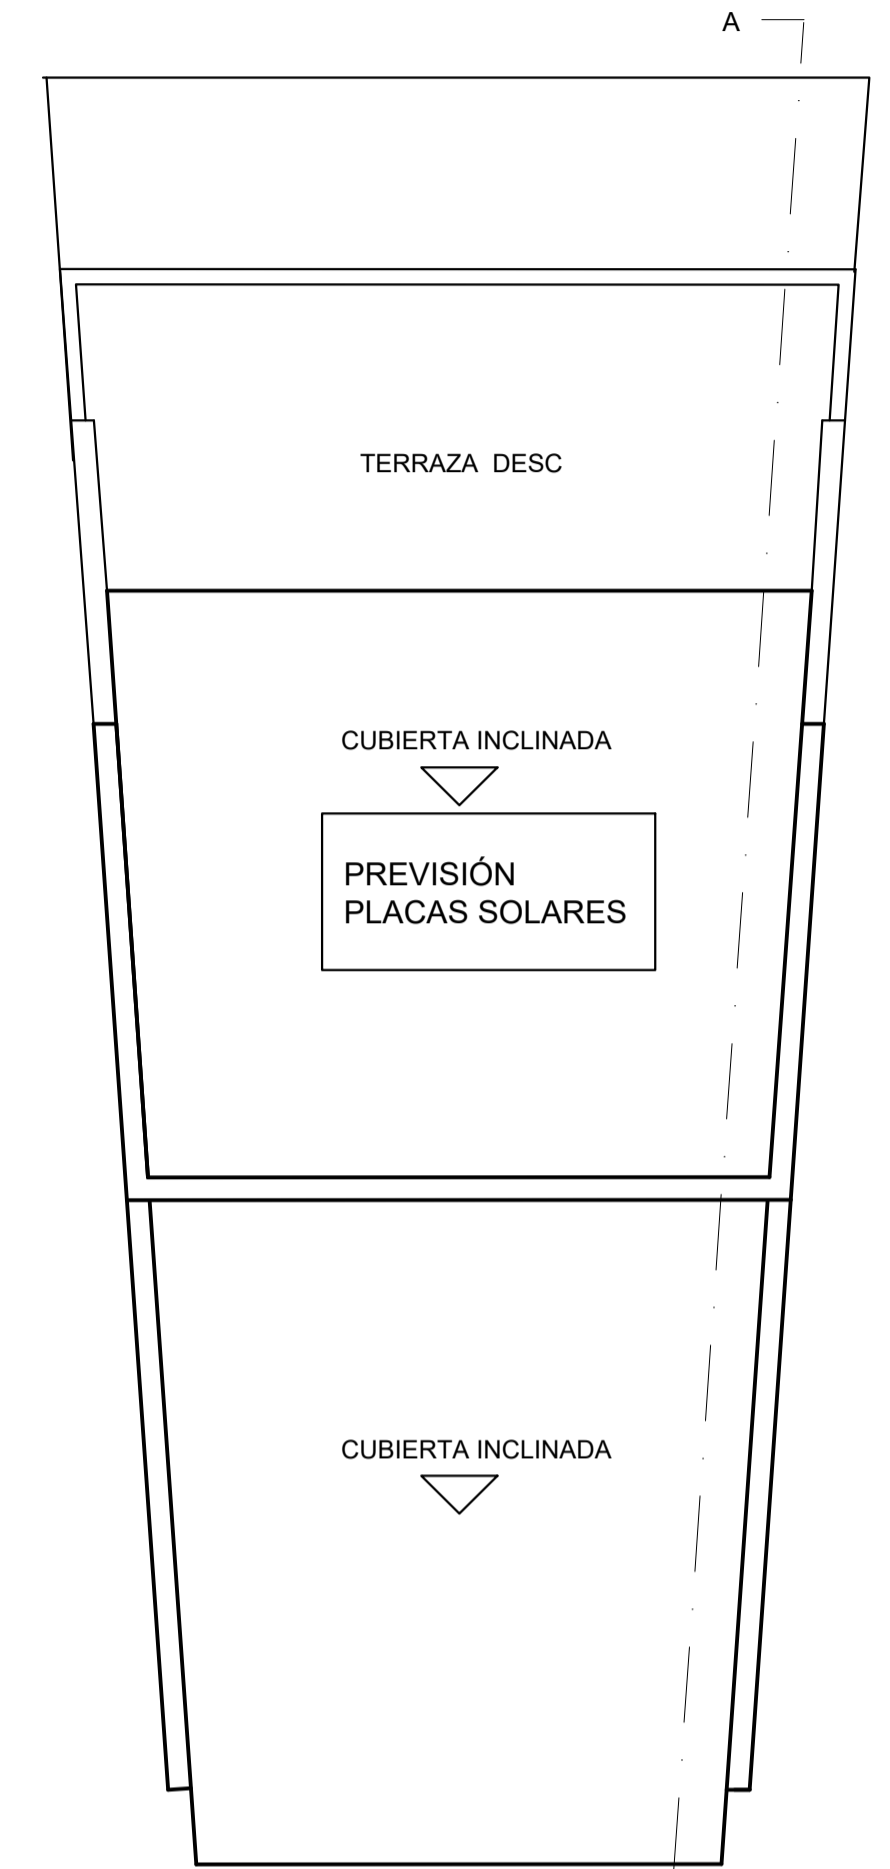 A
TERRAZA DESC
CUBIERTA INCLINADA
PREVISIÓN
PLACAS SOLARES
CUBIERTA INCLINADA